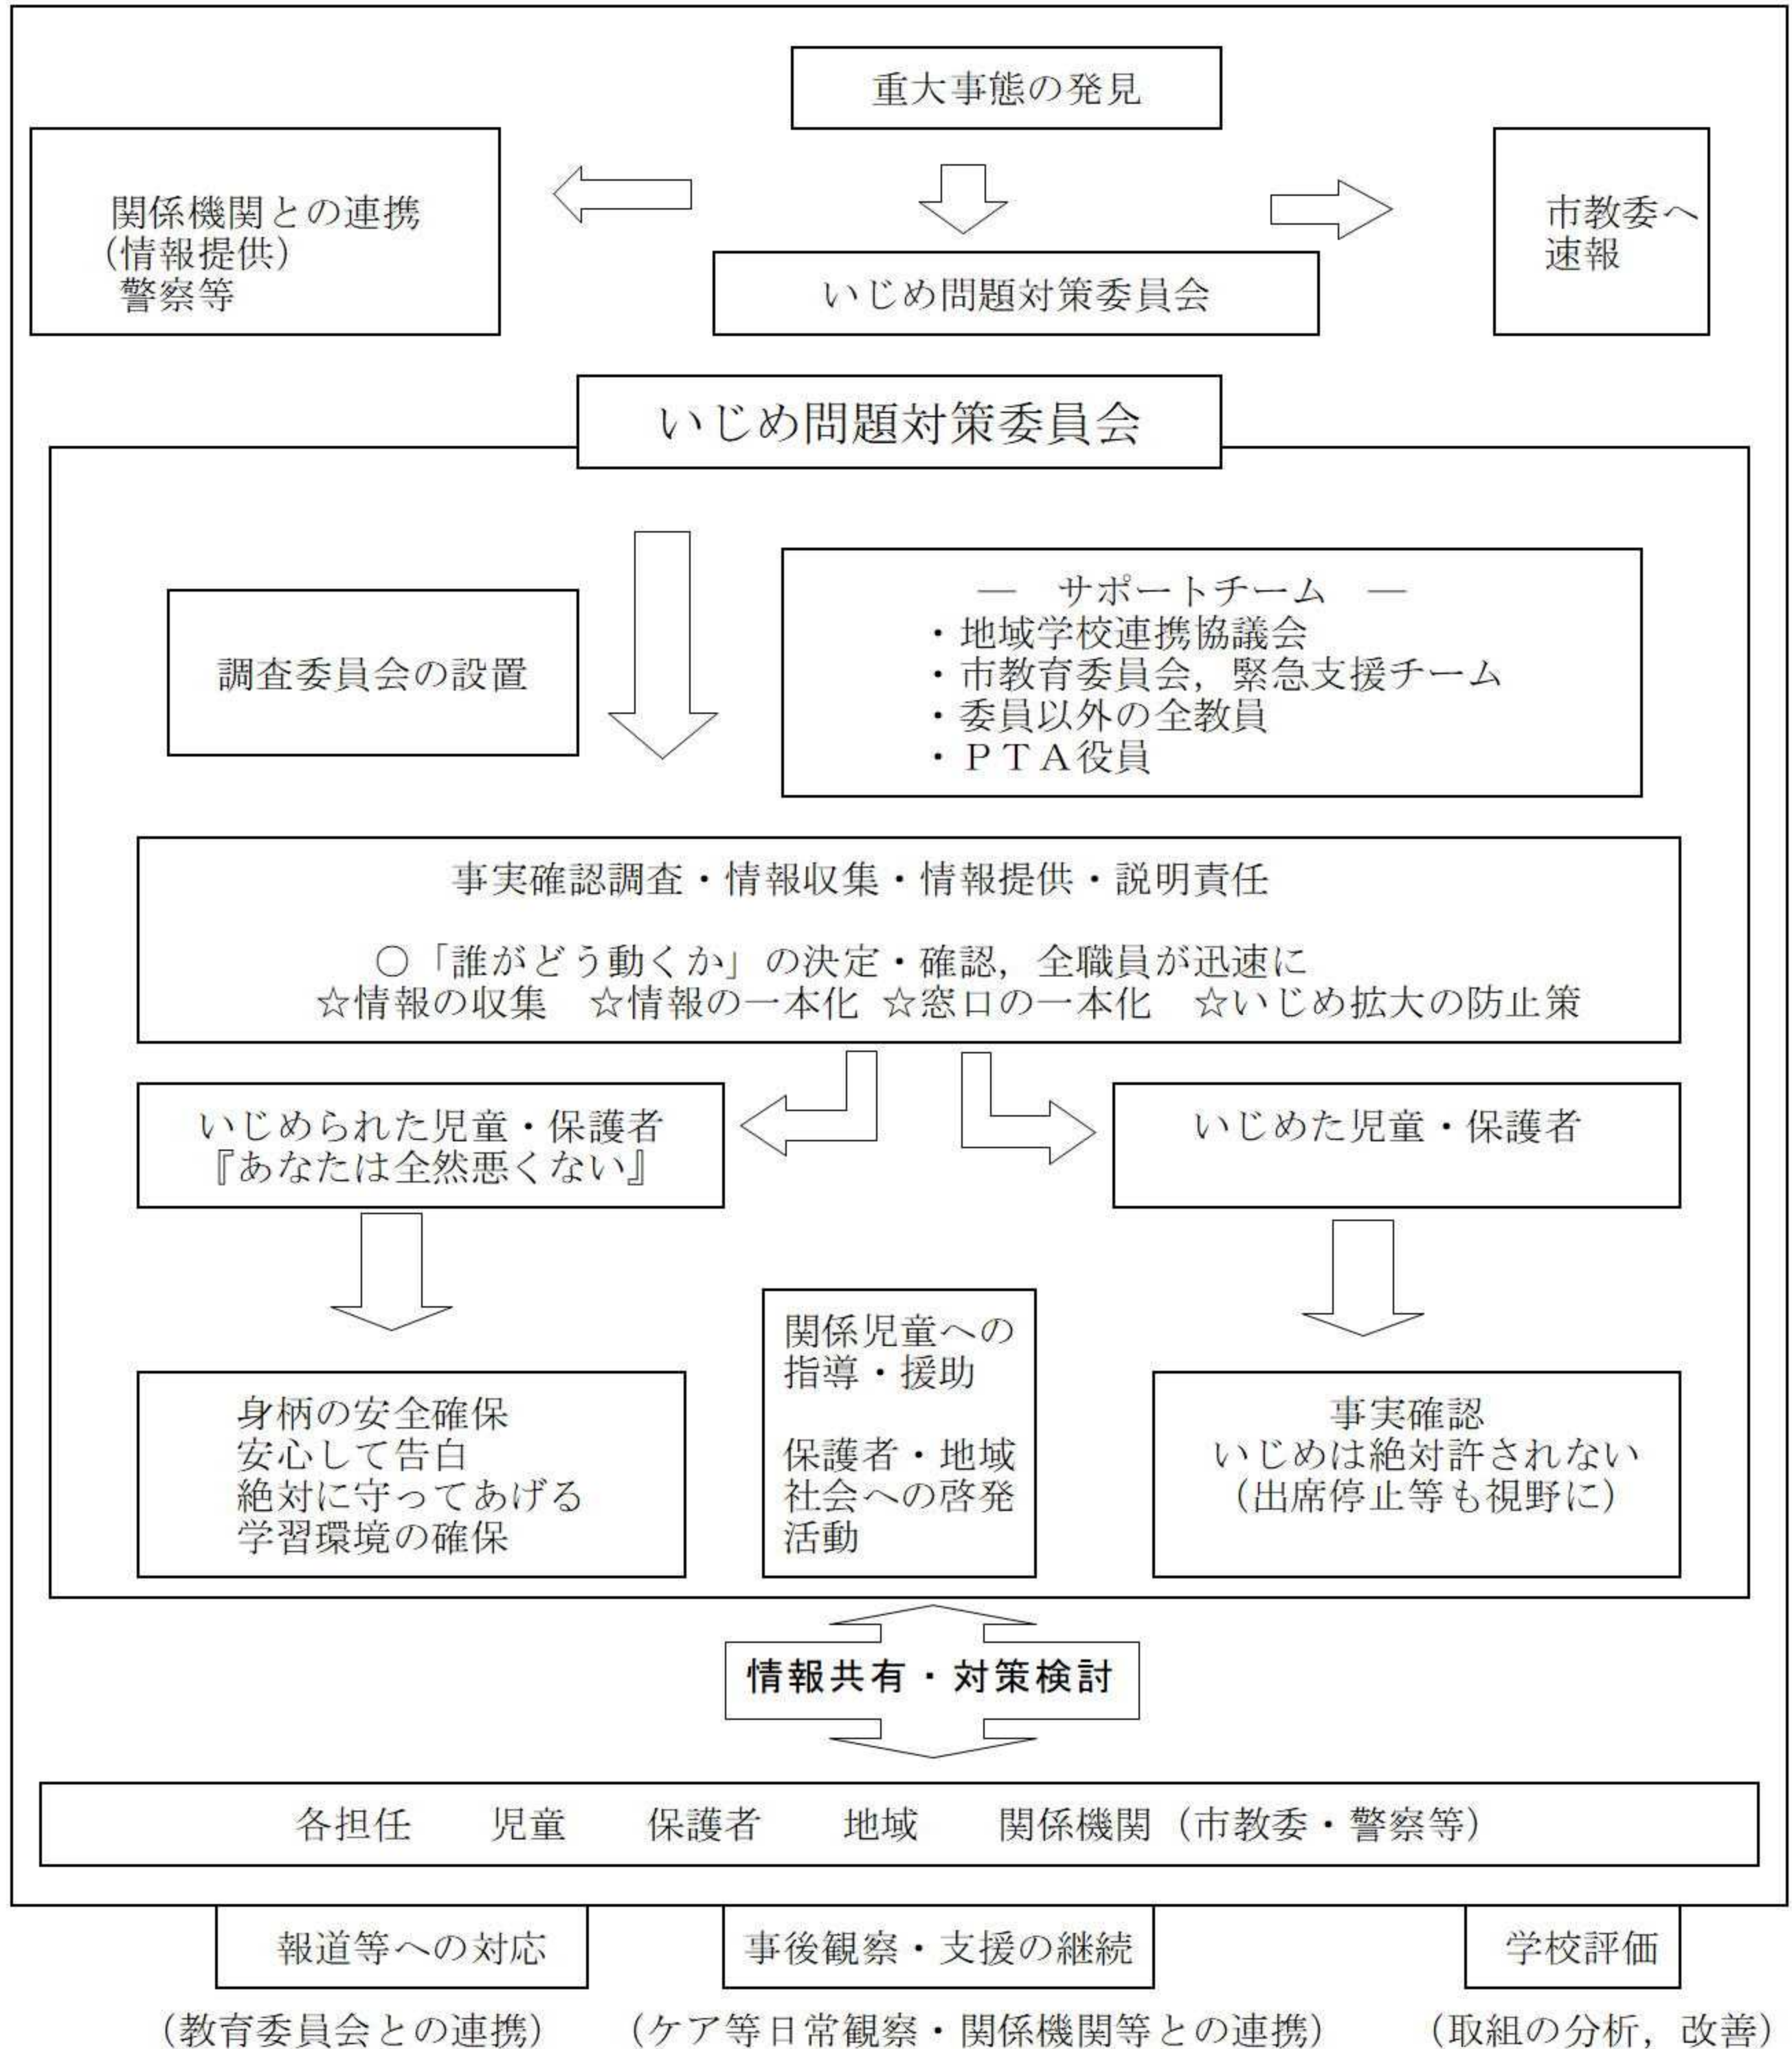 重大事態の発見
関係機関との連携
（情報提供）
警察等
市教委へ
速報
いじめ問題対策委員会
いじめ問題対策委員会
調査委員会の設置
―　サポートチーム　―
・地域学校連携協議会
・市教育委員会，緊急支援チーム
・委員以外の全教員
・ＰＴＡ役員
事実確認調査・情報収集・情報提供・説明責任
○「誰がどう動くか」の決定・確認，全職員が迅速に
☆情報の収集　☆情報の一本化　☆窓口の一本化　☆いじめ拡大の防止策
いじめられた児童・保護者
『あなたは全然悪くない』
いじめた児童・保護者
身柄の安全確保
安心して告白
絶対に守ってあげる
学習環境の確保
関係児童への
指導・援助
保護者・地域
社会への啓発
活動
事実確認
いじめは絶対許されない
（出席停止等も視野に）
情報共有・対策検討
各担任　　児童　　保護者　　地域　　関係機関（市教委・警察等）
報道等への対応
事後観察・支援の継続
学校評価
（教育委員会との連携）
（ケア等日常観察・関係機関等との連携）
（取組の分析，改善）